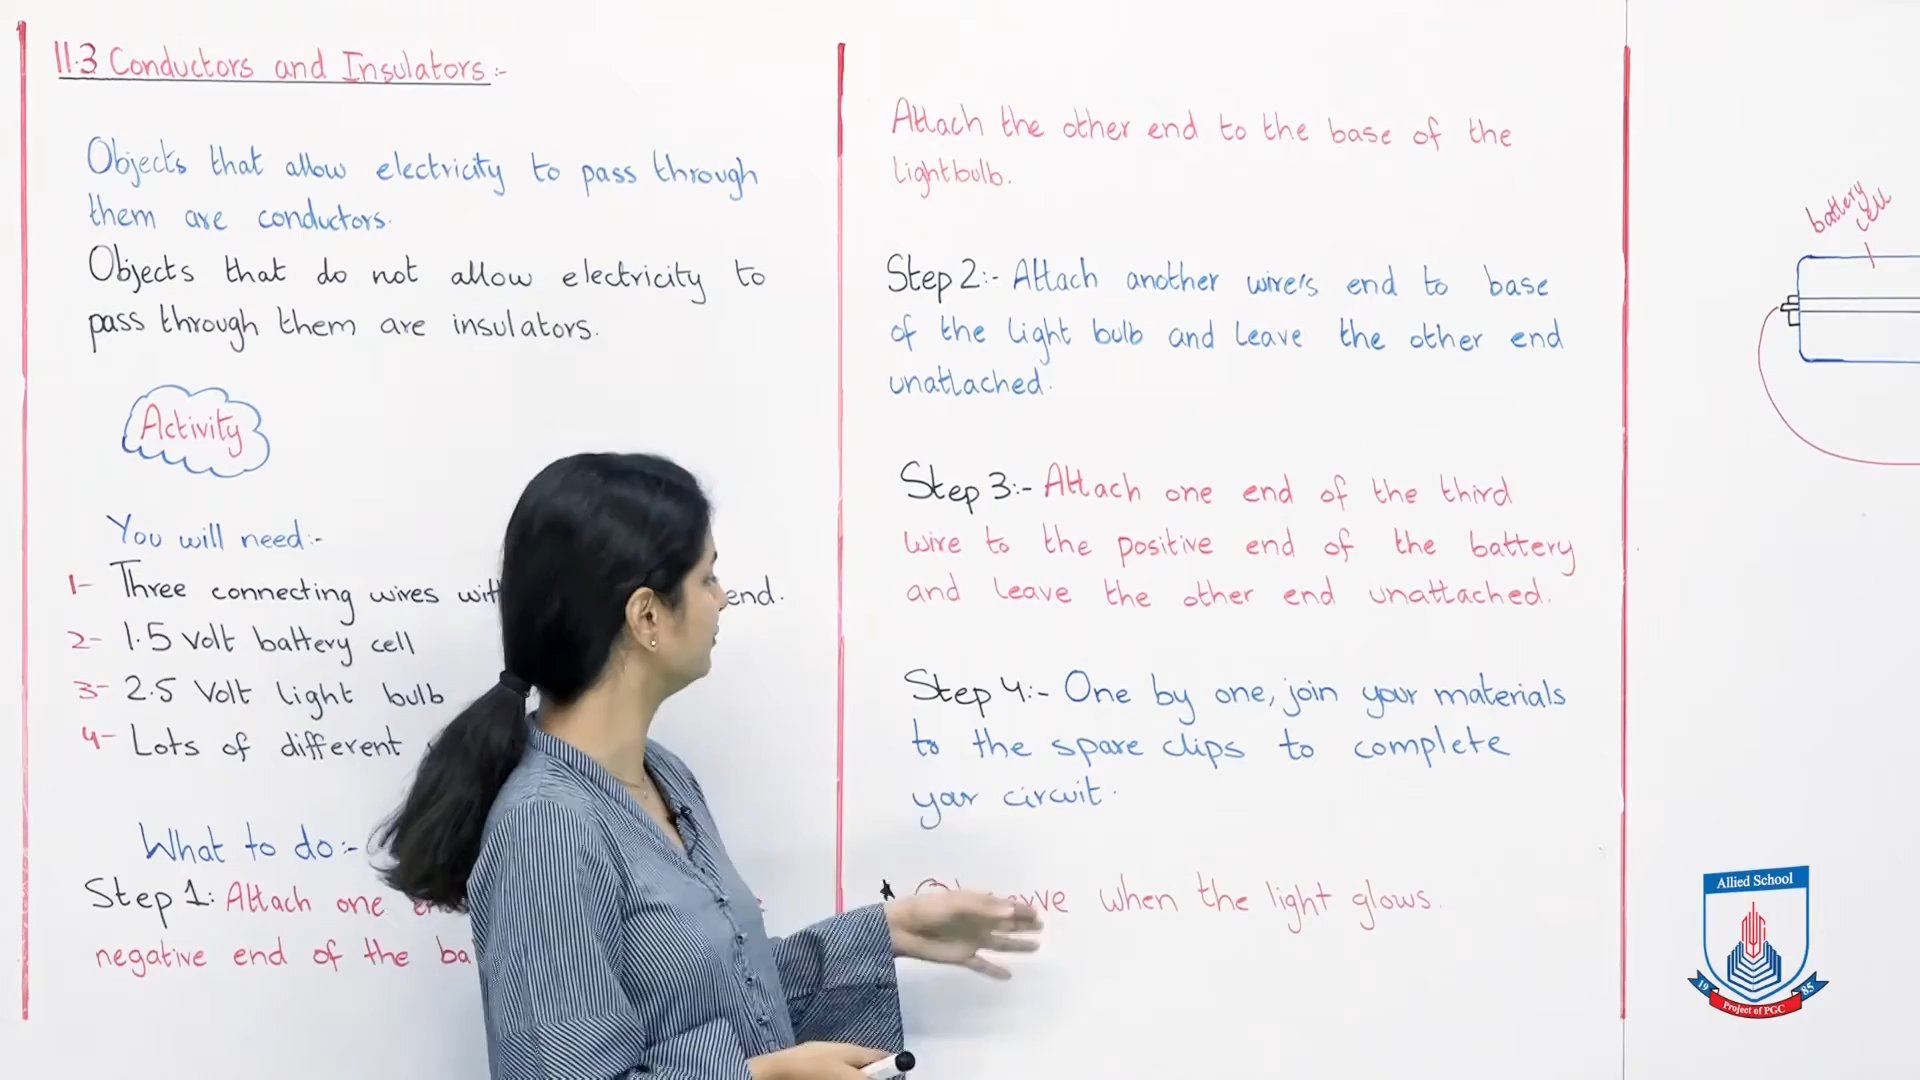 11.3 Conductors and Insulators:-
Objects that allow electricity to pass through
them are conductors.
Objects that do not allow electricity to
pass through them are insulators.
Activity
You will need:-
1- Three connecting wires with end.
2- 1.5 Volt battery cell
3- 2.5 Volt light bulb
4- Lots of different
What to do:-
Step 1: Attach one
negative end of the
Attach the other end to the base of the
lightbulb.
Step 2:- Attach another wire's end to base
of the light bulb and leave the other end
unattached.
Step 3:- Attach one end of the third
wire to the positive end of the battery
and leave the other end unattached.
Step 4:- One by one, join your materials
to the spare clips to complete
your circuit.
Observe when the light glows.
battery
cell
Allied School
19 85
Project of PGC